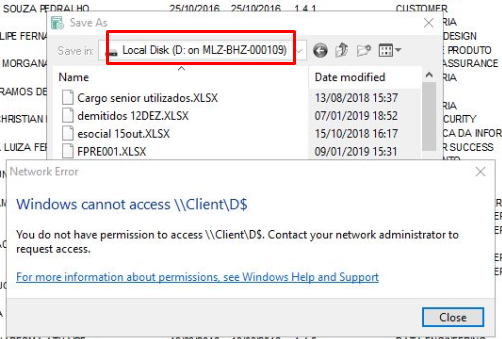 SOUZA PEDRALHO 25/10/2016 25/10/2016 1.4.1 CUSTOMER
Save As
LIPE FERNA
DESIGN
Save in: Local Disk (D: on MLZ-BHZ-000109)
E PRODUTO
MORGANA
ASSURANCE
Name Date modified
RAMOS DE
Cargo senior utilizados.XLSX 13/08/2018 15:37
demitidos 12DEZ.XLSX 07/01/2019 18:52
CHRISTIAN
CURITY
esocial 15out.XLSX 15/10/2018 16:17
CA DA INFOR
LUIZA FER
FPRE001.XLSX 09/01/2019 15:31
R SUCCESS
Network Error
Windows cannot access \\Client\D$
You do not have permission to access \\Client\D$. Contact your network administrator to
request access.
For more information about permissions, see Windows Help and Support
Close